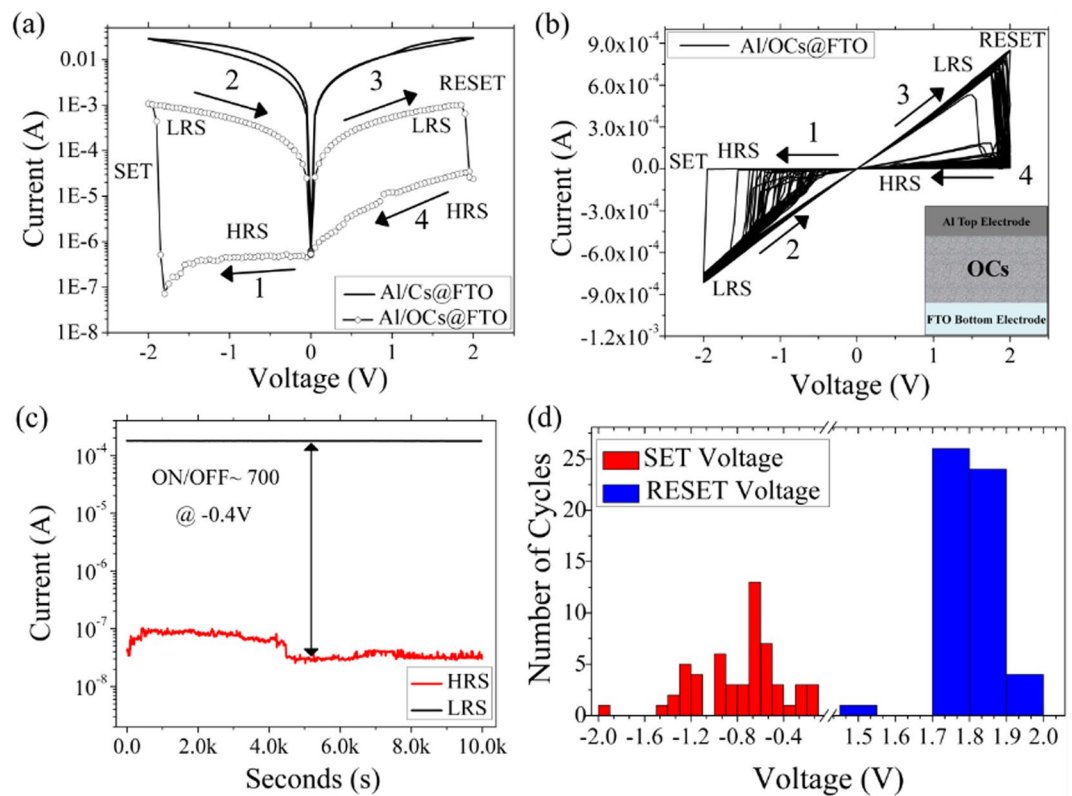 (a)
0.01
1E-3
1E-4
1E-5
1E-6
1E-7
1E-8
Current (A)
2
3
RESET
LRS
LRS
SET
HRS
4
HRS
1
Al/Cs@FTO
Al/OCs@FTO
-2 -1 0 1 2
Voltage (V)
(b)
9.0x10-4
6.0x10-4
3.0x10-4
0.0
-3.0x10-4
-6.0x10-4
-9.0x10-4
-1.2x10-3
Current (A)
Al/OCs@FTO
RESET
LRS
3
1
SET HRS
HRS 4
2
LRS
Al Top Electrode
OCs
FTO Bottom Electrode
-2 -1 0 1 2
Voltage (V)
(c)
10-4
10-5
10-6
10-7
10-8
Current (A)
ON/OFF~ 700
@ -0.4V
HRS
LRS
0.0 2.0k 4.0k 6.0k 8.0k 10.0k
Seconds (s)
(d)
25
20
15
10
5
0
Number of Cycles
SET Voltage
RESET Voltage
-2.0 -1.6 -1.2 -0.8 -0.4 1.5 1.7 1.8 1.9 2.0
Voltage (V)